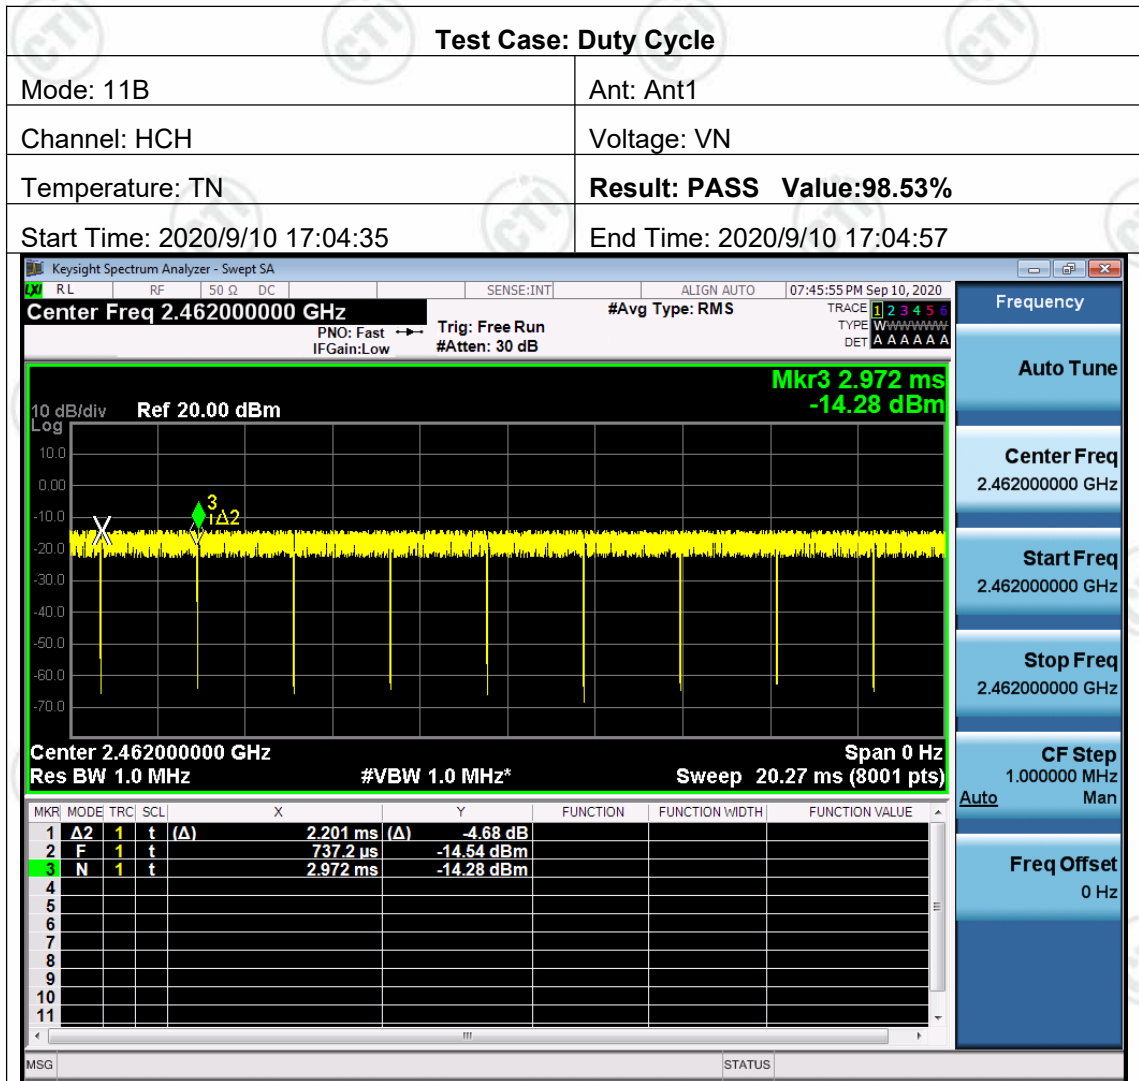 Test Case: Duty Cycle
Mode: 11B
Ant: Ant1
Channel: HCH
Voltage: VN
Temperature: TN
Result: PASS Value:98.53%
Start Time: 2020/9/10 17:04:35
End Time: 2020/9/10 17:04:57
Keysight Spectrum Analyzer - Swept SA
LXI RL RF 50 Ω DC SENSE:INT ALIGN AUTO 07:45:55 PM Sep 10, 2020
Center Freq 2.462000000 GHz
#Avg Type: RMS
TRACE 1 2 3 4 5 6
TYPE WWWWWW
DET A A A A A A
PNO: Fast
IFGain:Low
Trig: Free Run
#Atten: 30 dB
Mkr3 2.972 ms
-14.28 dBm
10 dB/div Ref 20.00 dBm
Log
10.0
0.00
-10.0
-20.0
-30.0
-40.0
-50.0
-60.0
-70.0
X
3
1Δ2
Center 2.462000000 GHz Span 0 Hz
Res BW 1.0 MHz #VBW 1.0 MHz* Sweep 20.27 ms (8001 pts)
MKR MODE TRC SCL X Y FUNCTION FUNCTION WIDTH FUNCTION VALUE
1 Δ2 1 t (Δ) 2.201 ms (Δ) -4.68 dB
2 F 1 t 737.2 µs -14.54 dBm
3 N 1 t 2.972 ms -14.28 dBm
4
5
6
7
8
9
10
11
MSG STATUS
Frequency
Auto Tune
Center Freq
2.462000000 GHz
Start Freq
2.462000000 GHz
Stop Freq
2.462000000 GHz
CF Step
1.000000 MHz
Auto Man
Freq Offset
0 Hz
CTI